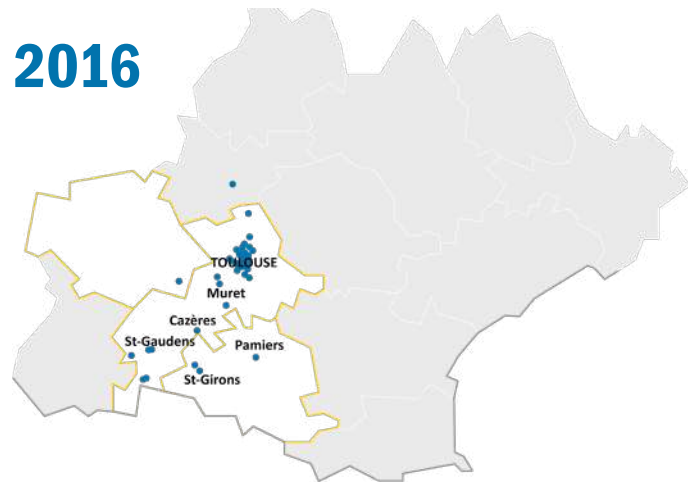 2016
TOULOUSE
Muret
Cazères
St-Gaudens
Pamiers
St-Girons